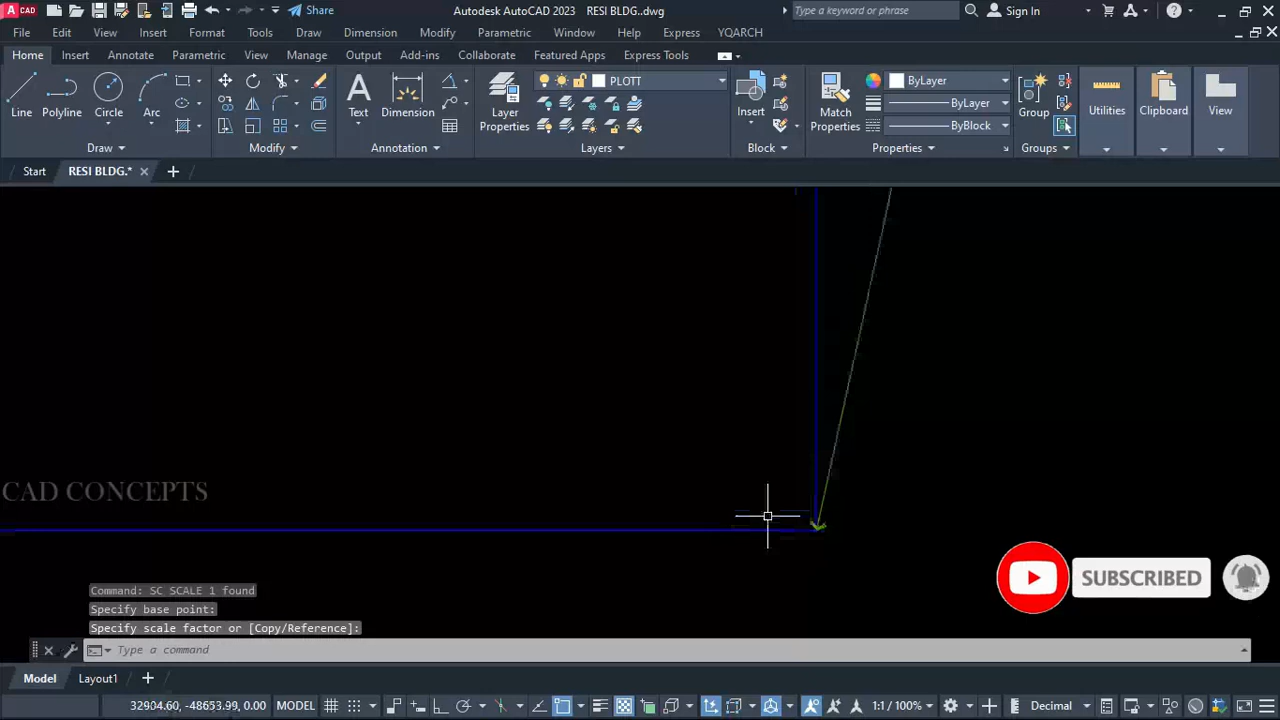 CAD
Share
Autodesk AutoCAD 2023 RESI BLDG..dwg
Type a keyword or phrase
Sign In
File Edit View Insert Format Tools Draw Dimension Modify Parametric Window Help Express YQARCH
Home Insert Annotate Parametric View Manage Output Add-ins Collaborate Featured Apps Express Tools
PLOTT
ByLayer
ByLayer
ByBlock
Line Polyline Circle Arc
Text Dimension
Layer Properties
Insert
Match Properties
Group
Utilities
Clipboard
View
Draw Modify Annotation Layers Block Properties Groups
Start RESI BLDG.*
CAD CONCEPTS
SUBSCRIBED
Command: SC SCALE 1 found
Specify base point:
Specify scale factor or [Copy/Reference]:
Type a command
Model Layout1
32904.60, -48653.99, 0.00 MODEL 1:1 / 100% Decimal